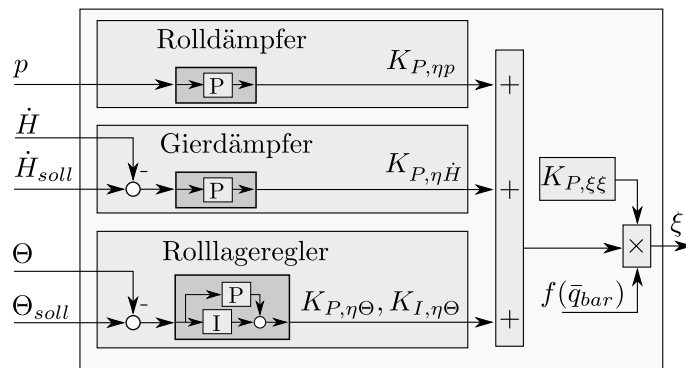 Rolldämpfer
p
P
K_{P,ηp}
+
Gierdämpfer
Ḣ
-
Ḣ_{soll}
P
K_{P,ηḢ}
+
K_{P,ξξ}
ξ
×
Rolllageregler
Θ
-
P
I
Θ_{soll}
K_{P,ηΘ}, K_{I,ηΘ}
+
f(q̄_{bar})